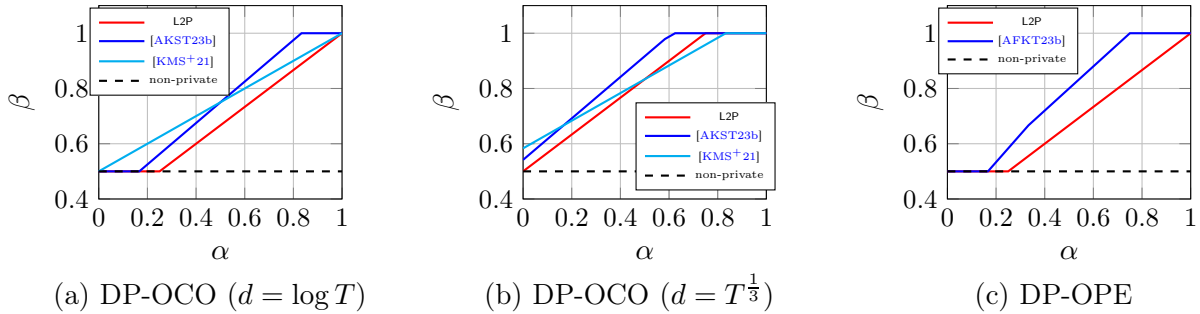 L2P
[AKST23b]
[KMS+21]
non-private
β
1
0.8
0.6
0.4
0 0.2 0.4 0.6 0.8 1
α
(a) DP-OCO (d = log T)
L2P
[AKST23b]
[KMS+21]
non-private
β
1
0.8
0.6
0.4
0 0.2 0.4 0.6 0.8 1
α
(b) DP-OCO (d = T^{1/3})
L2P
[AFKT23b]
non-private
β
1
0.8
0.6
0.4
0 0.2 0.4 0.6 0.8 1
α
(c) DP-OPE